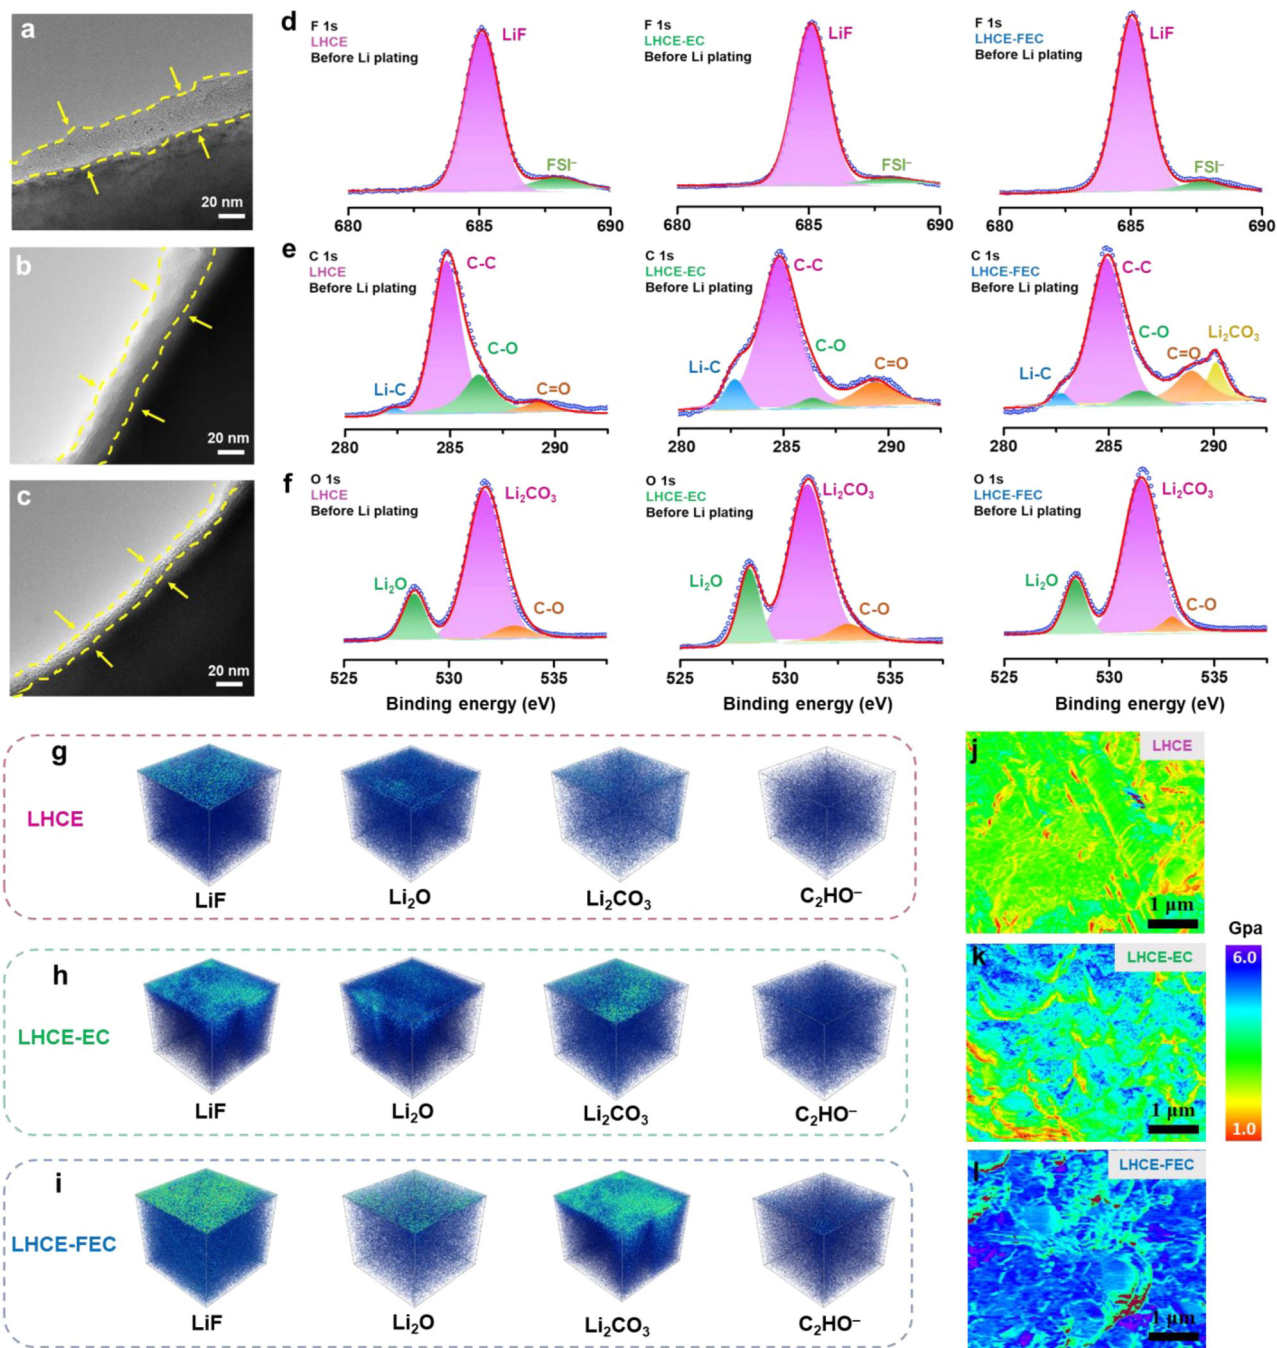 a
20 nm
b
20 nm
c
20 nm
d
F 1s
LHCE
Before Li plating
LiF
FSI⁻
680 685 690
F 1s
LHCE-EC
Before Li plating
LiF
FSI⁻
680 685 690
F 1s
LHCE-FEC
Before Li plating
LiF
FSI⁻
680 685 690
e
C 1s
LHCE
Before Li plating
C-C
C-O
Li-C
C=O
280 285 290
C 1s
LHCE-EC
Before Li plating
C-C
C-O
Li-C
C=O
280 285 290
C 1s
LHCE-FEC
Before Li plating
C-C
C-O
Li₂CO₃
C=O
Li-C
280 285 290
f
O 1s
LHCE
Before Li plating
Li₂CO₃
Li₂O
C-O
525 530 535
Binding energy (eV)
O 1s
LHCE-EC
Before Li plating
Li₂CO₃
Li₂O
C-O
525 530 535
Binding energy (eV)
O 1s
LHCE-FEC
Before Li plating
Li₂CO₃
Li₂O
C-O
525 530 535
Binding energy (eV)
g
LHCE
LiF
Li₂O
Li₂CO₃
C₂HO⁻
h
LHCE-EC
LiF
Li₂O
Li₂CO₃
C₂HO⁻
i
LHCE-FEC
LiF
Li₂O
Li₂CO₃
C₂HO⁻
j
LHCE
1 μm
k
LHCE-EC
1 μm
l
LHCE-FEC
1 μm
Gpa
6.0
1.0